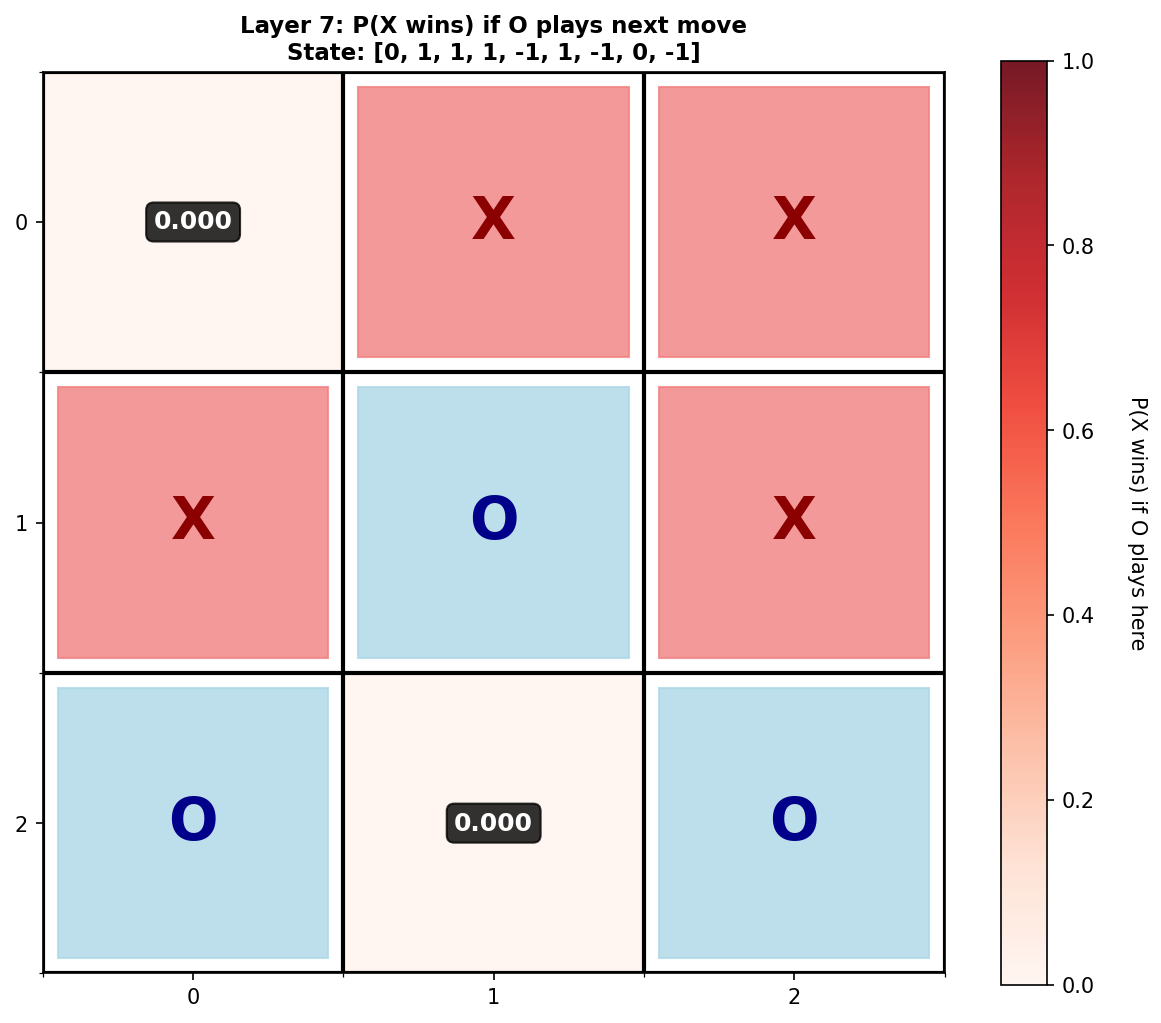 Layer 7: P(X wins) if O plays next move
State: [0, 1, 1, 1, -1, 1, -1, 0, -1]
0
0.000
X
X
1
X
O
X
2
O
0.000
O
0
1
2
1.0
0.8
0.6
0.4
0.2
0.0
P(X wins) if O plays here